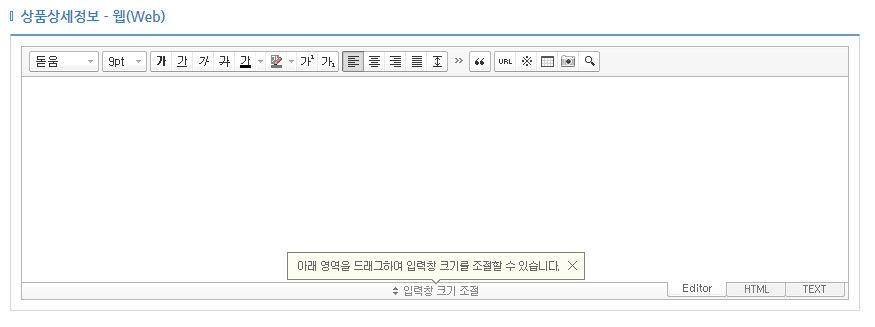 상품상세정보 - 웹(Web)
돋움 9pt 가 가 가 가 가 가¹ 가₁ URL
아래 영역을 드래그하여 입력창 크기를 조절할 수 있습니다.
입력창 크기 조절 Editor HTML TEXT